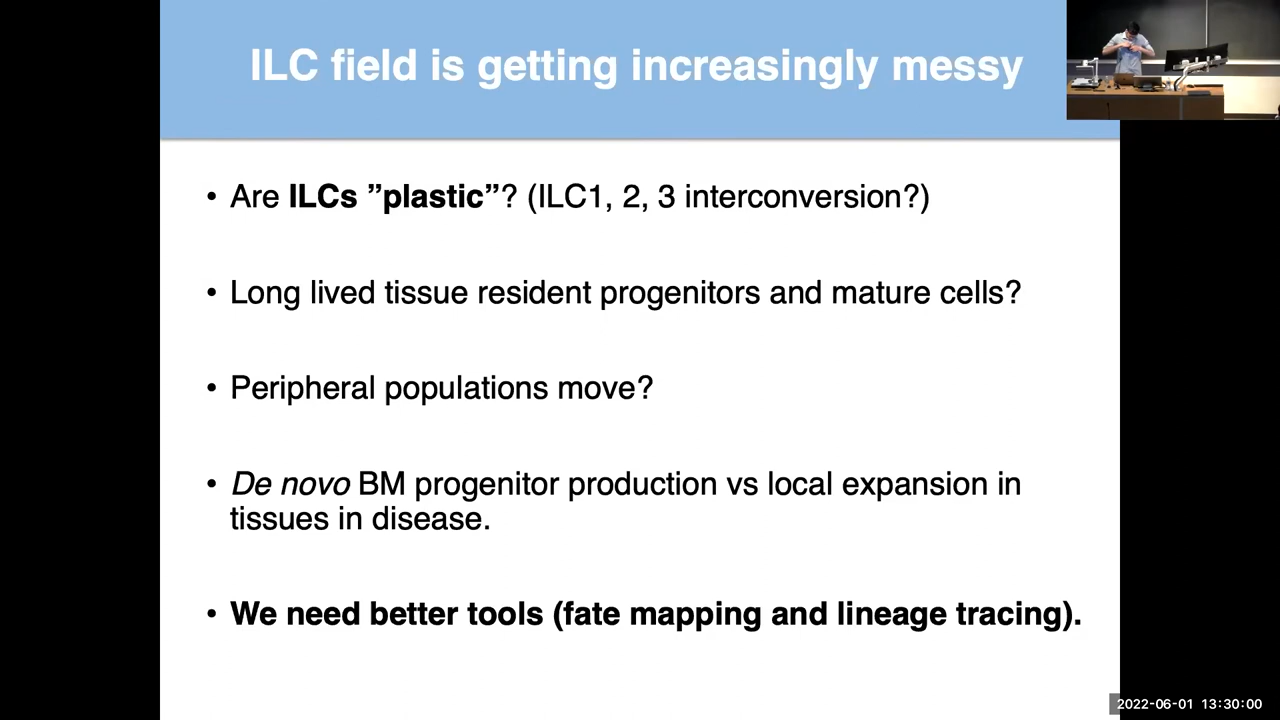 ILC field is getting increasingly messy
• Are ILCs ”plastic”? (ILC1, 2, 3 interconversion?)
• Long lived tissue resident progenitors and mature cells?
• Peripheral populations move?
• De novo BM progenitor production vs local expansion in
tissues in disease.
• We need better tools (fate mapping and lineage tracing).
2022-06-01 13:30:00